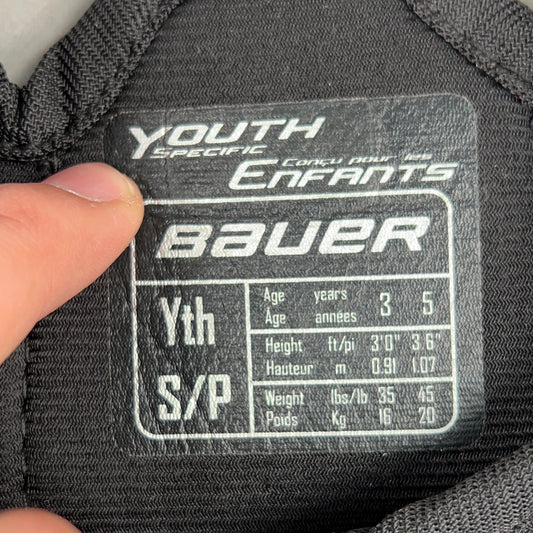 YOUTH
SPECIFIC
Conçu pour les
ENFANTS
BAUER
Yth
S/P
Age years 3 5
Âge années
Height ft/pi 3'0" 3'6"
Hauteur m 0.91 1.07
Weight lbs/lb 35 45
Poids Kg 16 20